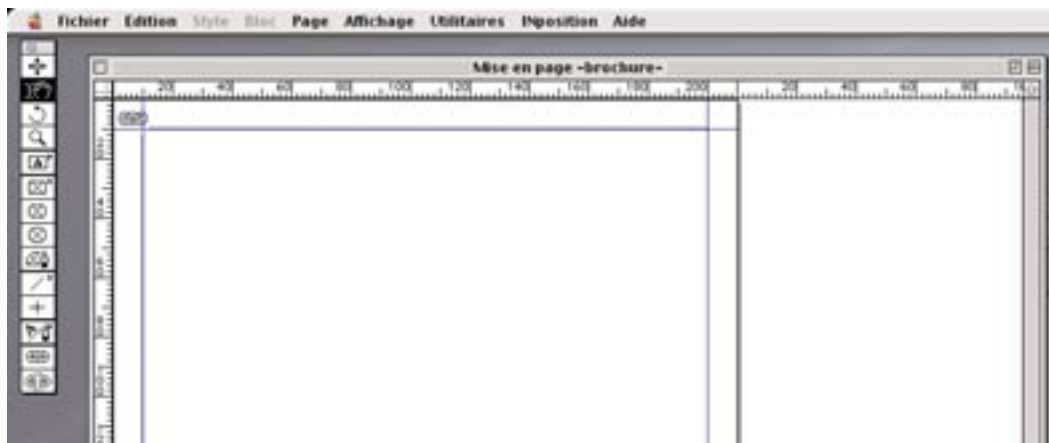 Fichier Edition Style Bloc Page Affichage Utilitaires INposition Aide
Mise en page -brochure-
20 40 60 80 100 120 140 160 180 200 20 40 60 80